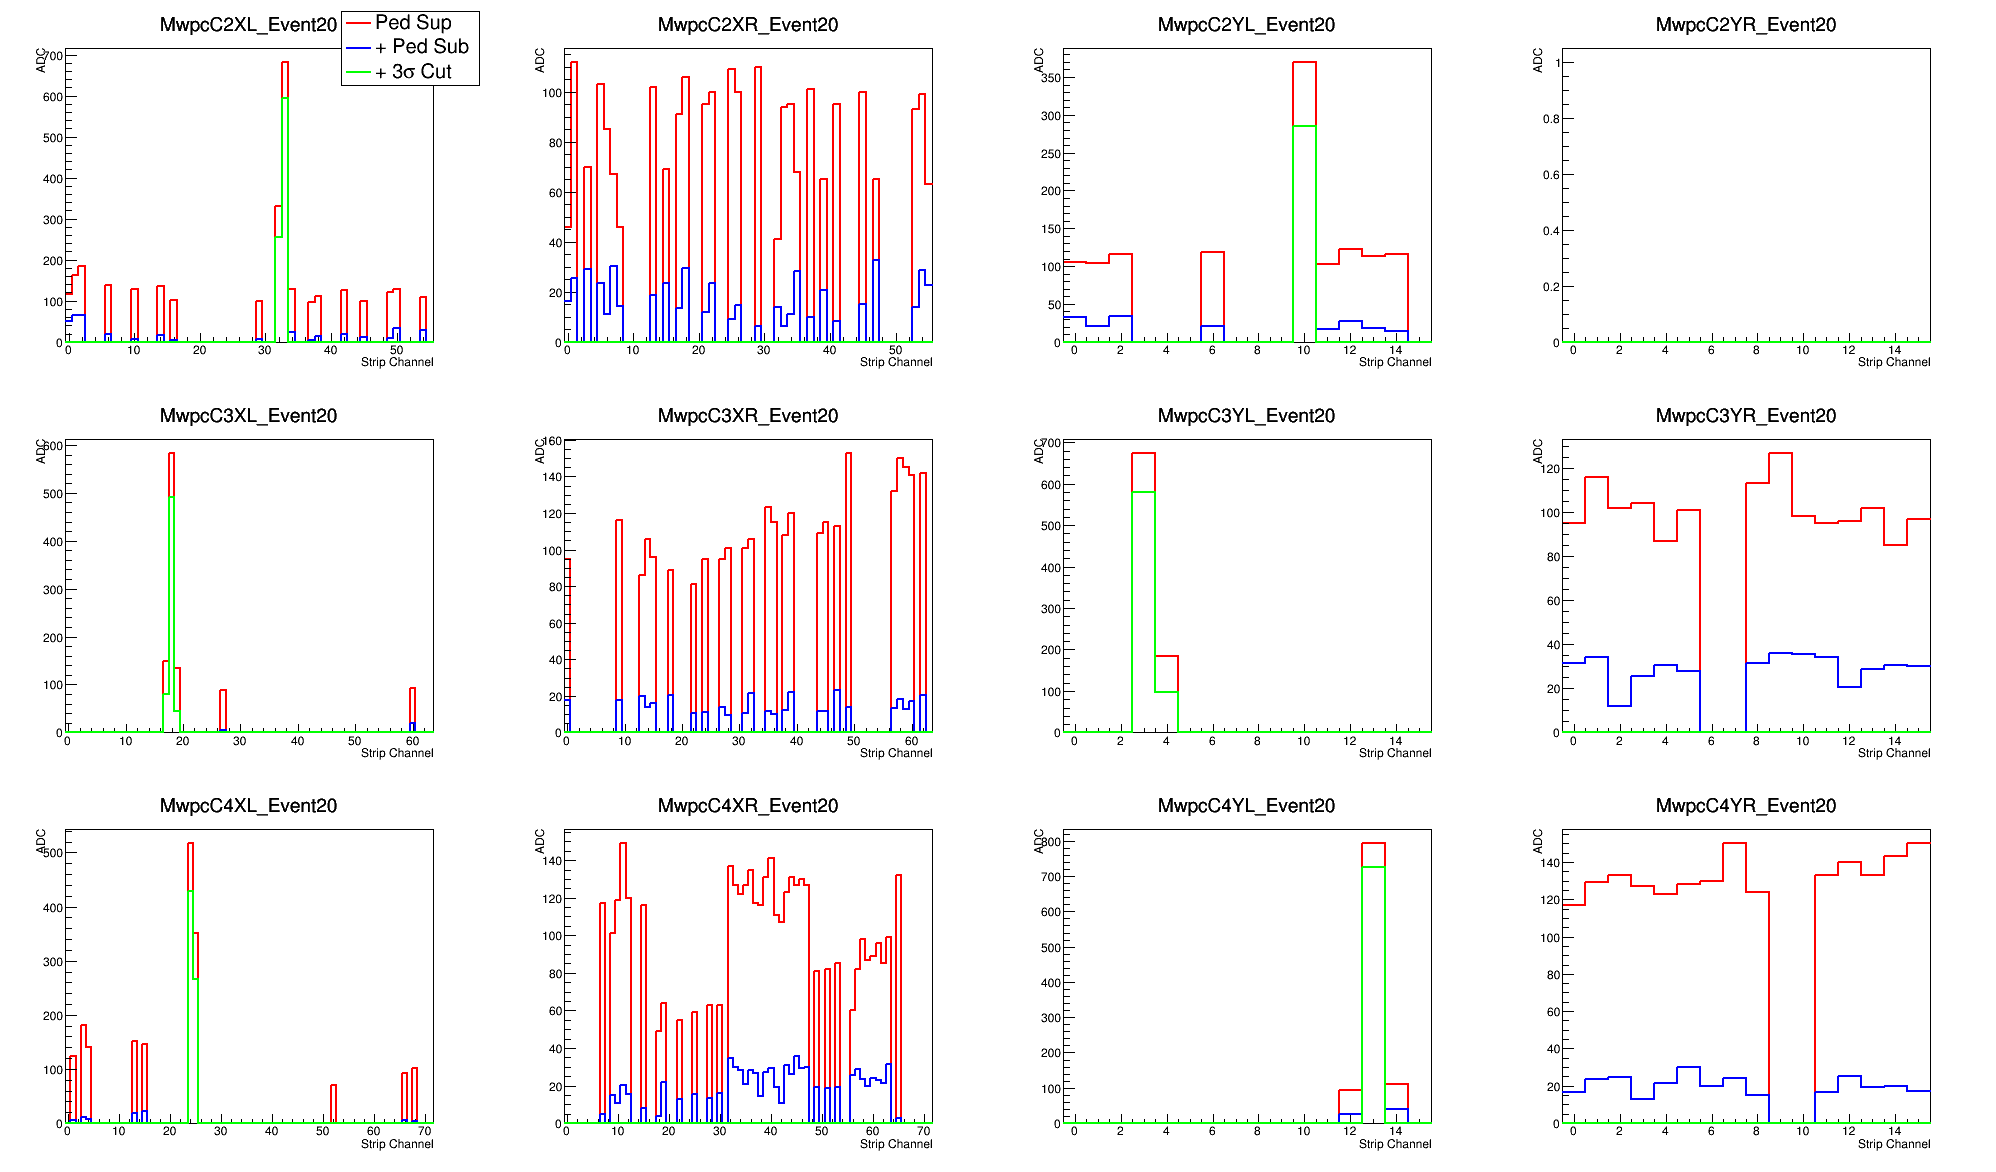 MwpcC2XL_Event20
ADC
700
600
500
400
300
200
100
0
0 10 20 30 40 50
Strip Channel
Ped Sup
+ Ped Sub
+ 3σ Cut
MwpcC2XR_Event20
ADC
100
80
60
40
20
0
0 10 20 30 40 50
Strip Channel
MwpcC2YL_Event20
ADC
350
300
250
200
150
100
50
0
0 2 4 6 8 10 12 14
Strip Channel
MwpcC2YR_Event20
ADC
1
0.8
0.6
0.4
0.2
0
0 2 4 6 8 10 12 14
Strip Channel
MwpcC3XL_Event20
ADC
600
500
400
300
200
100
0
0 10 20 30 40 50 60
Strip Channel
MwpcC3XR_Event20
ADC
160
140
120
100
80
60
40
20
0
0 10 20 30 40 50 60
Strip Channel
MwpcC3YL_Event20
ADC
700
600
500
400
300
200
100
0
0 2 4 6 8 10 12 14
Strip Channel
MwpcC3YR_Event20
ADC
120
100
80
60
40
20
0
0 2 4 6 8 10 12 14
Strip Channel
MwpcC4XL_Event20
ADC
500
400
300
200
100
0
0 10 20 30 40 50 60 70
Strip Channel
MwpcC4XR_Event20
ADC
140
120
100
80
60
40
20
0
0 10 20 30 40 50 60 70
Strip Channel
MwpcC4YL_Event20
ADC
800
700
600
500
400
300
200
100
0
0 2 4 6 8 10 12 14
Strip Channel
MwpcC4YR_Event20
ADC
140
120
100
80
60
40
20
0
0 2 4 6 8 10 12 14
Strip Channel